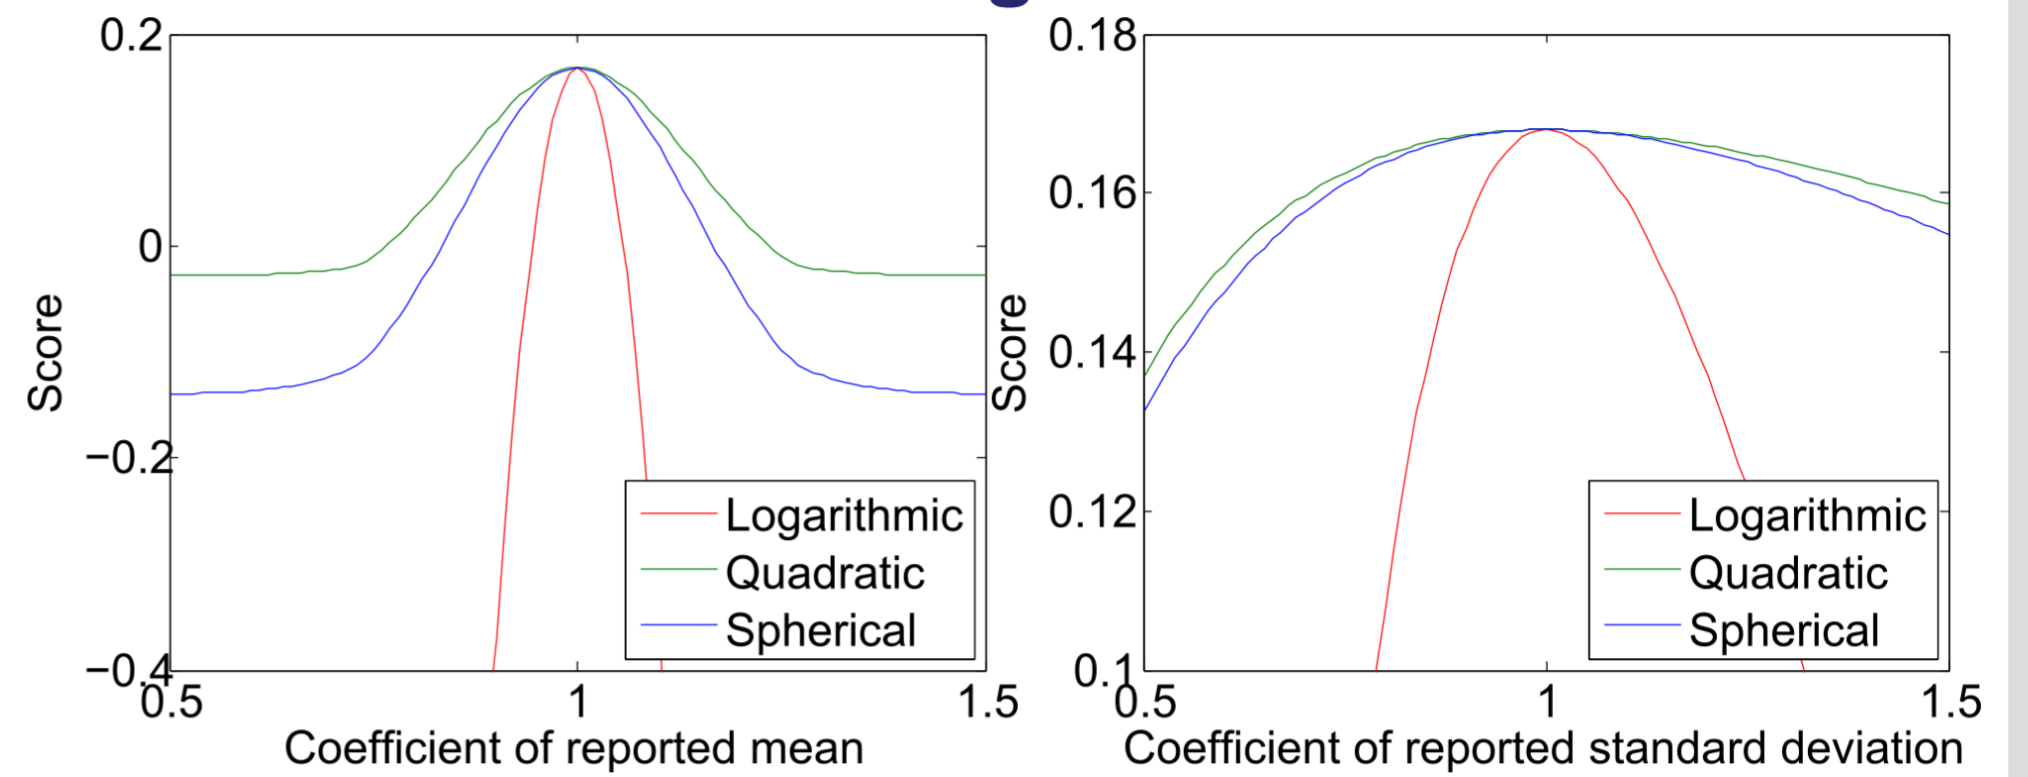 0.2
0
−0.2
−0.4
0.5
1
1.5
Score
Coefficient of reported mean
Logarithmic
Quadratic
Spherical
0.18
0.16
0.14
0.12
0.1
0.5
1
1.5
Score
Coefficient of reported standard deviation
Logarithmic
Quadratic
Spherical